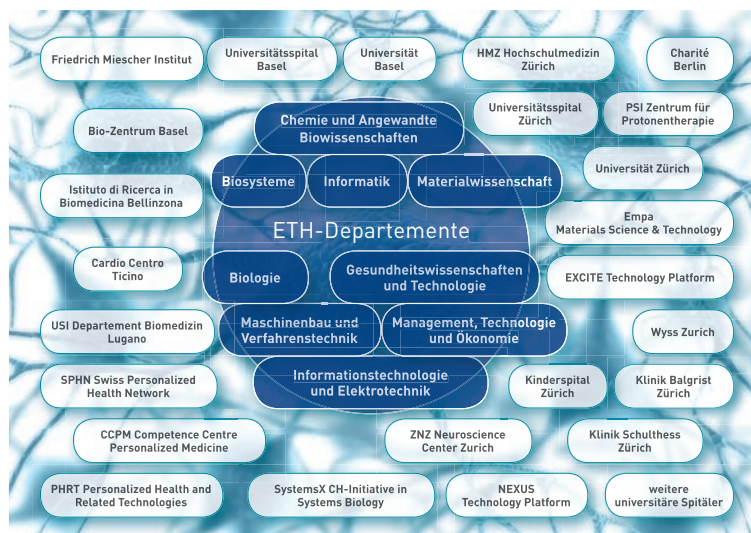 Friedrich Miescher Institut
Universitätsspital
Basel
Universität
Basel
HMZ Hochschulmedizin
Zürich
Charité
Berlin
Bio-Zentrum Basel
Chemie und Angewandte
Biowissenschaften
Universitätsspital
Zürich
PSI Zentrum für
Protonentherapie
Istituto di Ricerca in
Biomedicina Bellinzona
Biosysteme
Informatik
Materialwissenschaft
Universität Zürich
ETH-Departemente
Empa
Materials Science & Technology
Cardio Centro
Ticino
Biologie
Gesundheitswissenschaften
und Technologie
EXCITE Technology Platform
USI Departement Biomedizin
Lugano
Maschinenbau und
Verfahrenstechnik
Management, Technologie
und Ökonomie
Wyss Zurich
SPHN Swiss Personalized
Health Network
Informationstechnologie
und Elektrotechnik
Kinderspital
Zürich
Klinik Balgrist
Zürich
CCPM Competence Centre
Personalized Medicine
ZNZ Neuroscience
Center Zurich
Klinik Schulthess
Zürich
PHRT Personalized Health and
Related Technologies
SystemsX CH-Initiative in
Systems Biology
NEXUS
Technology Platform
weitere
universitäre Spitäler